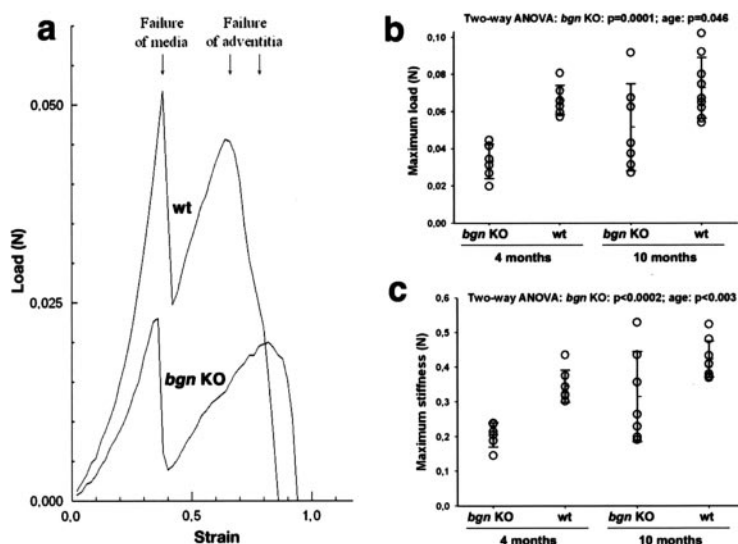 a
Failure of media
Failure of adventitia
0,050
0,025
0,000
Load (N)
wt
bgn KO
0,0
0,5
1,0
Strain
b
Two-way ANOVA: bgn KO: p=0.0001; age: p=0.046
Maximum load (N)
0,10
0,08
0,06
0,04
0,02
0,00
bgn KO
wt
bgn KO
wt
4 months
10 months
c
Two-way ANOVA: bgn KO: p<0.0002; age: p<0.003
Maximum stiffness (N)
0,6
0,5
0,4
0,3
0,2
0,1
0,0
bgn KO
wt
bgn KO
wt
4 months
10 months